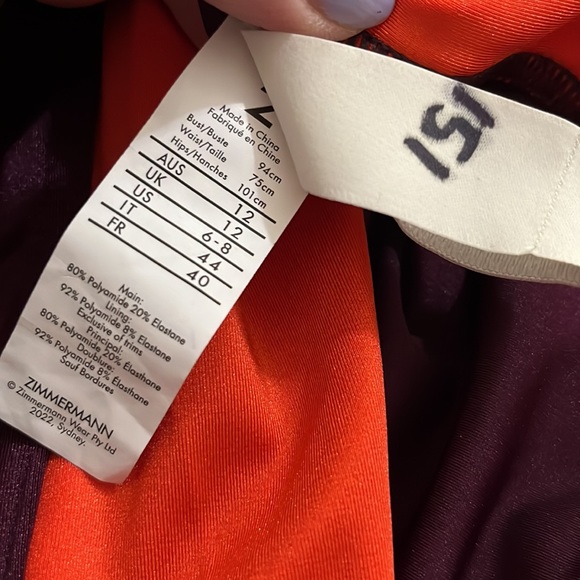 Made in China
Fabriqué en Chine
Bust/Buste 94cm
Waist/Taille 75cm
Hips/Hanches 101cm
AUS 12
UK 12
US 6-8
IT 44
FR 40
Main:
80% Polyamide 20% Elastane
Lining:
92% Polyamide 8% Elastane
Exclusive of trims
Principal:
80% Polyamide 20% Élasthane
Doublure:
92% Polyamide 8% Élasthane
Sauf Bordures
ZIMMERMANN
© Zimmermann Wear Pty Ltd
2022, Sydney.
151